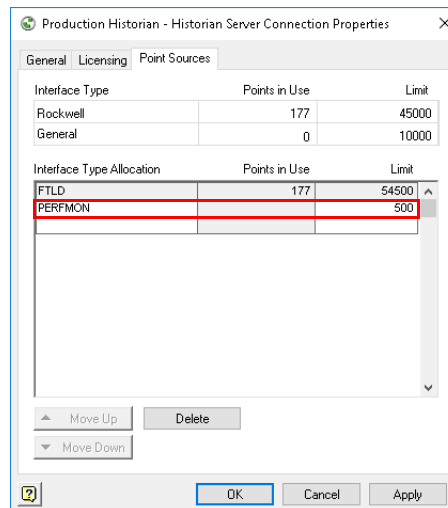 Production Historian - Historian Server Connection Properties
General Licensing Point Sources
Interface Type Points in Use Limit
Rockwell 177 45000
General 0 10000
Interface Type Allocation Points in Use Limit
FTLD 177 54500
PERFMON 500
Move Up Delete
Move Down
OK Cancel Apply